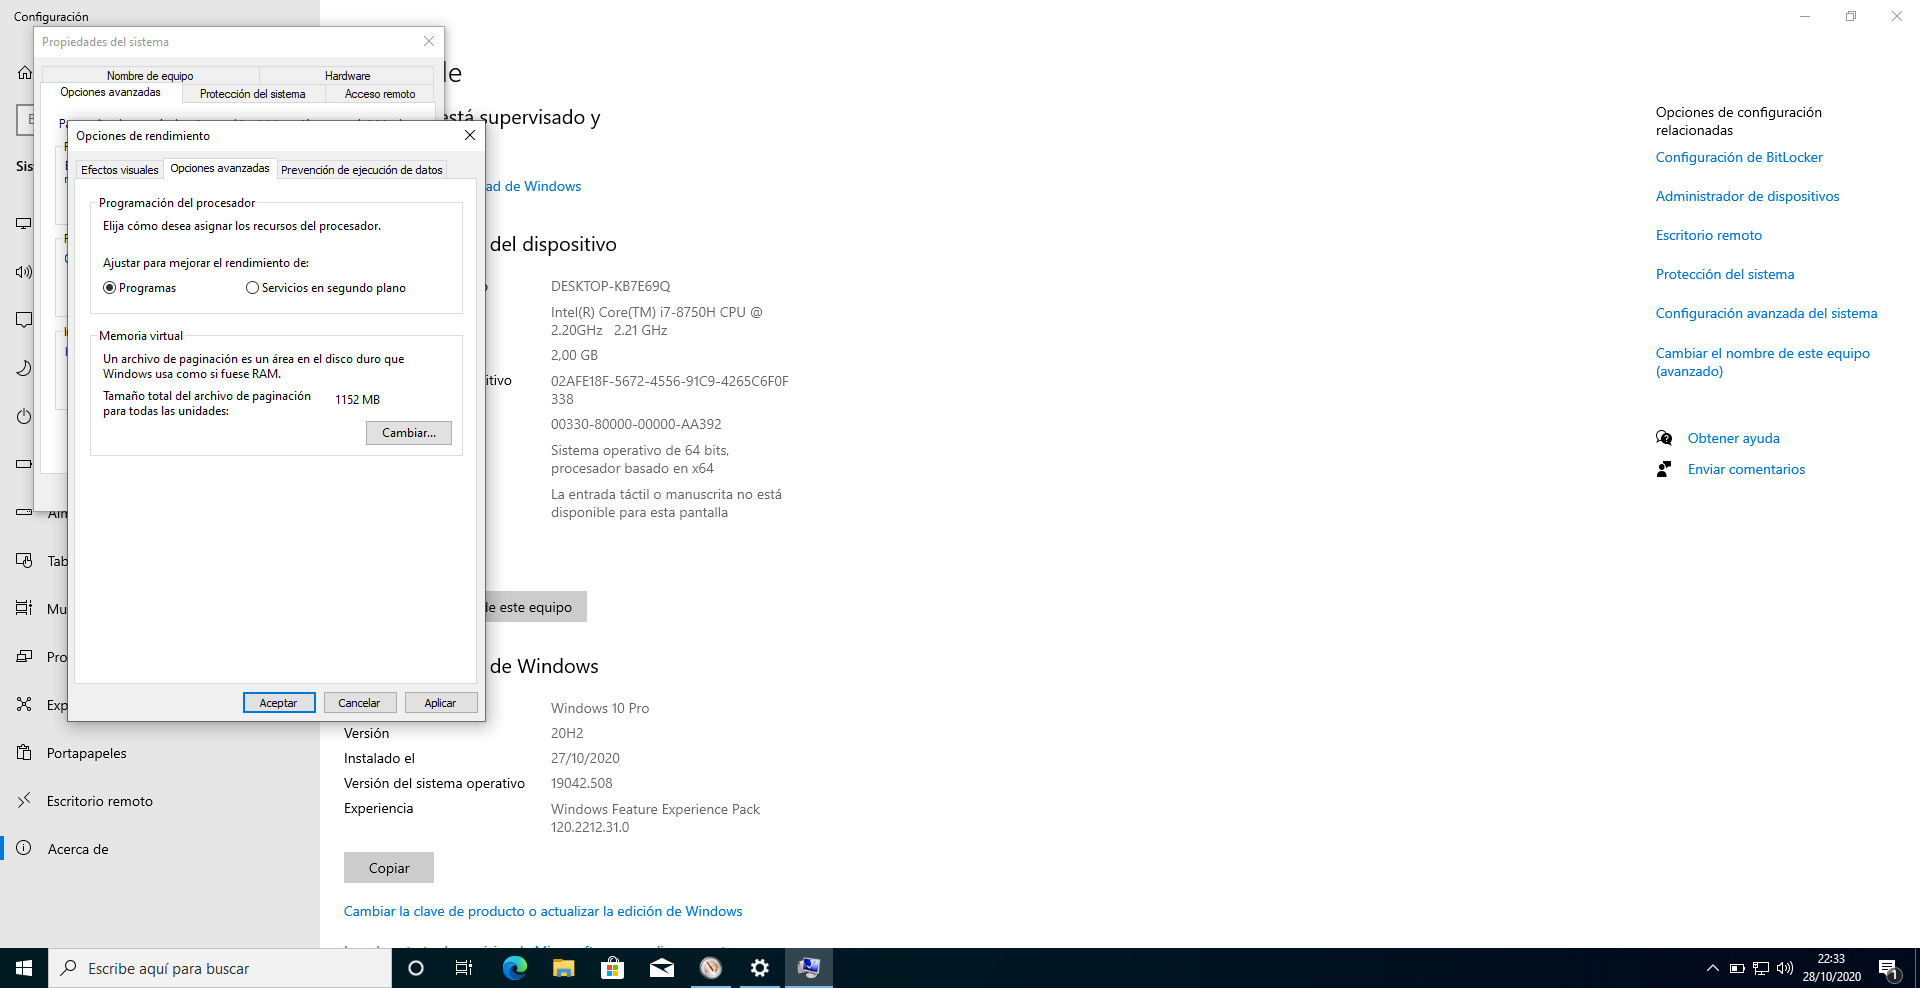 Configuración
Propiedades del sistema
Nombre de equipo
Hardware
Opciones avanzadas
Protección del sistema
Acceso remoto
Opciones de rendimiento
Efectos visuales
Opciones avanzadas
Prevención de ejecución de datos
Programación del procesador
Elija cómo desea asignar los recursos del procesador.
Ajustar para mejorar el rendimiento de:
Programas
Servicios en segundo plano
Memoria virtual
Un archivo de paginación es un área en el disco duro que
Windows usa como si fuese RAM.
Tamaño total del archivo de paginación
para todas las unidades:
1152 MB
Cambiar...
Aceptar
Cancelar
Aplicar
Sis
Tab
Mu
Pro
Exp
Portapapeles
Escritorio remoto
Acerca de
le
está supervisado y
ad de Windows
del dispositivo
DESKTOP-KB7E69Q
Intel(R) Core(TM) i7-8750H CPU @
2.20GHz 2.21 GHz
2,00 GB
itivo
02AFE18F-5672-4556-91C9-4265C6F0F
338
00330-80000-00000-AA392
Sistema operativo de 64 bits,
procesador basado en x64
La entrada táctil o manuscrita no está
disponible para esta pantalla
de este equipo
de Windows
Windows 10 Pro
Versión
20H2
Instalado el
27/10/2020
Versión del sistema operativo
19042.508
Experiencia
Windows Feature Experience Pack
120.2212.31.0
Copiar
Cambiar la clave de producto o actualizar la edición de Windows
Opciones de configuración
relacionadas
Configuración de BitLocker
Administrador de dispositivos
Escritorio remoto
Protección del sistema
Configuración avanzada del sistema
Cambiar el nombre de este equipo
(avanzado)
Obtener ayuda
Enviar comentarios
Escribe aquí para buscar
22:33
28/10/2020
1